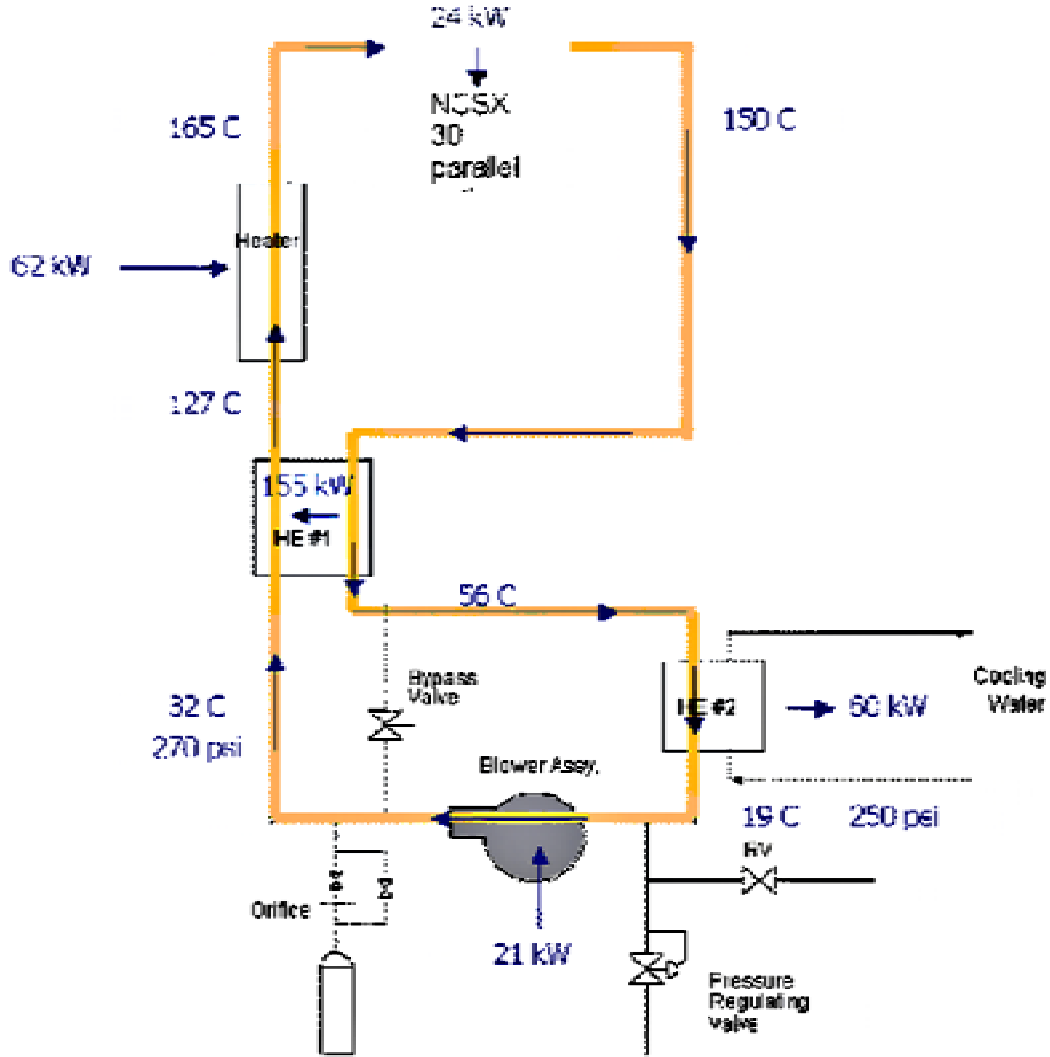 24 kW
NCSX
30
parallel
165 C
150 C
Heater
62 kW
127 C
155 kW
HE #1
56 C
Bypass
Valve
32 C
270 psi
HE #2
60 kW
Cooling
Water
Blower Assy.
19 C
250 psi
RV
Orifice
21 kW
Pressure
Regulating
Valve